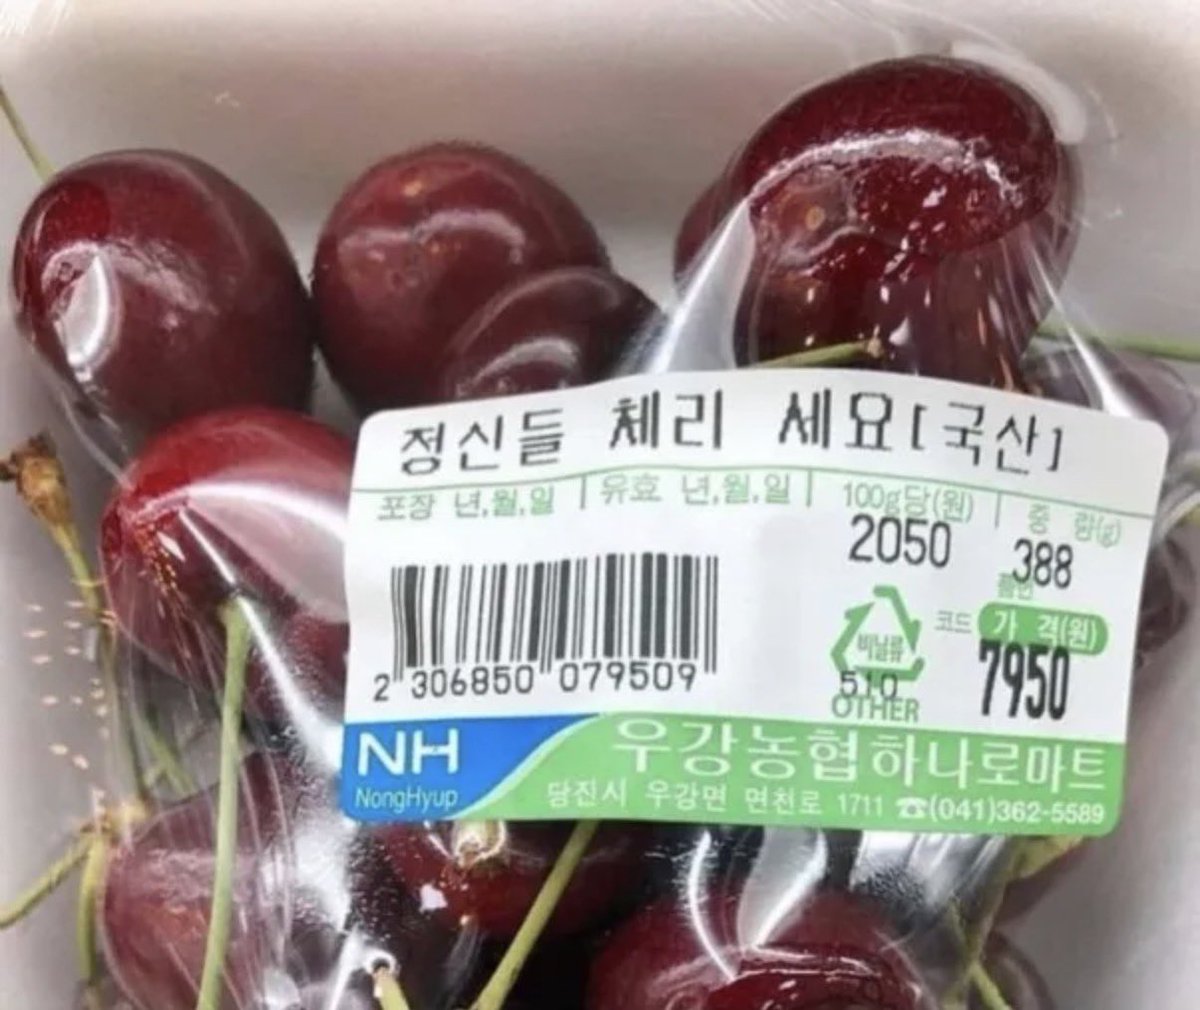 정신들 체리 세요[국산]
포장 년,월,일 | 유효 년,월,일 | 100g당(원) | 중 량(g)
2050 388
코드 가 격(원)
7950
비닐류
510
OTHER
2 306850 079509
NH 우강농협하나로마트
NongHyup 당진시 우강면 면천로 1711 ☎(041)362-5589